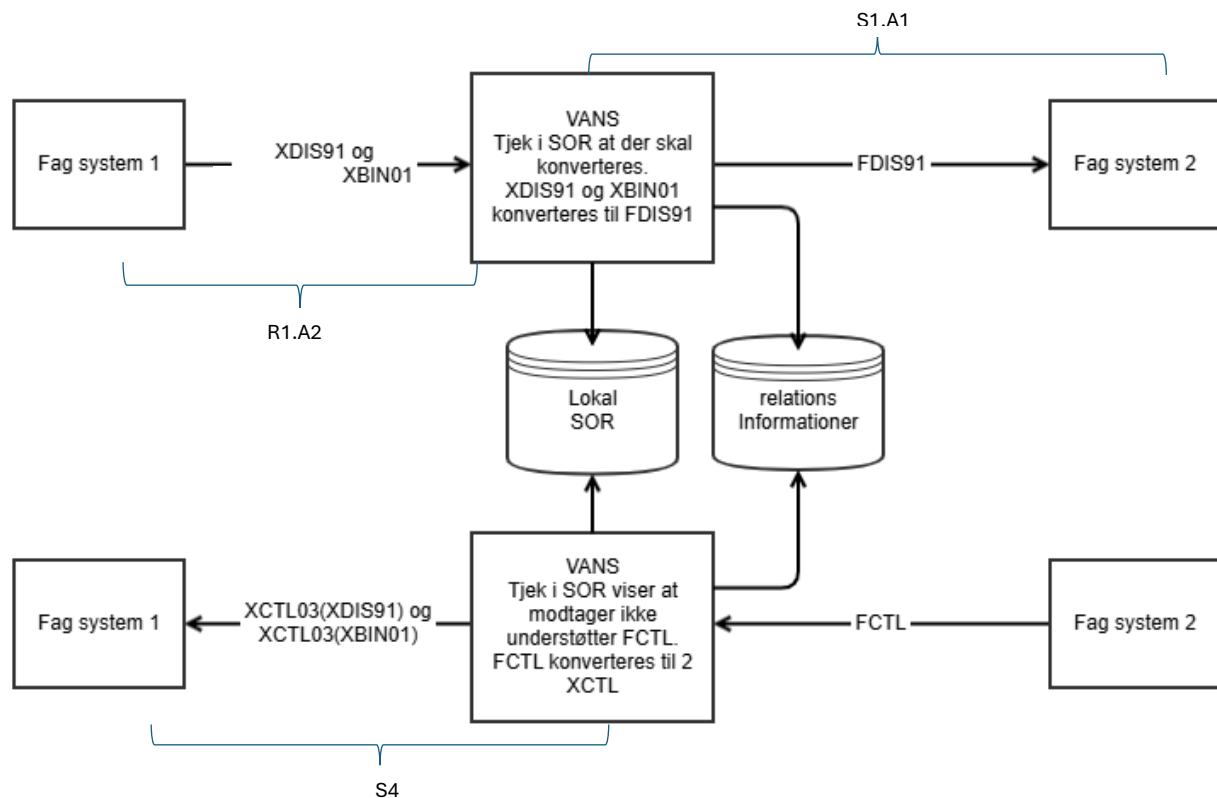 S1.A1
Fag system 1
XDIS91 og
XBIN01
VANS
Tjek i SOR at der skal
konverteres.
XDIS91 og XBIN01
konverteres til FDIS91
FDIS91
Fag system 2
R1.A2
Lokal
SOR
relations
Informationer
Fag system 1
XCTL03(XDIS91) og
XCTL03(XBIN01)
VANS
Tjek i SOR viser at
modtager ikke
understøtter FCTL.
FCTL konverteres til 2
XCTL
FCTL
Fag system 2
S4